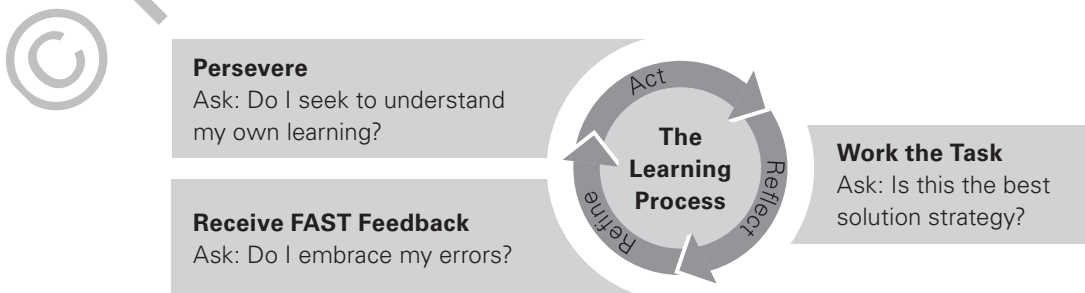 ©
Persevere
Ask: Do I seek to understand
my own learning?
Receive FAST Feedback
Ask: Do I embrace my errors?
Act
Reflect
Refine
The
Learning
Process
Work the Task
Ask: Is this the best
solution strategy?